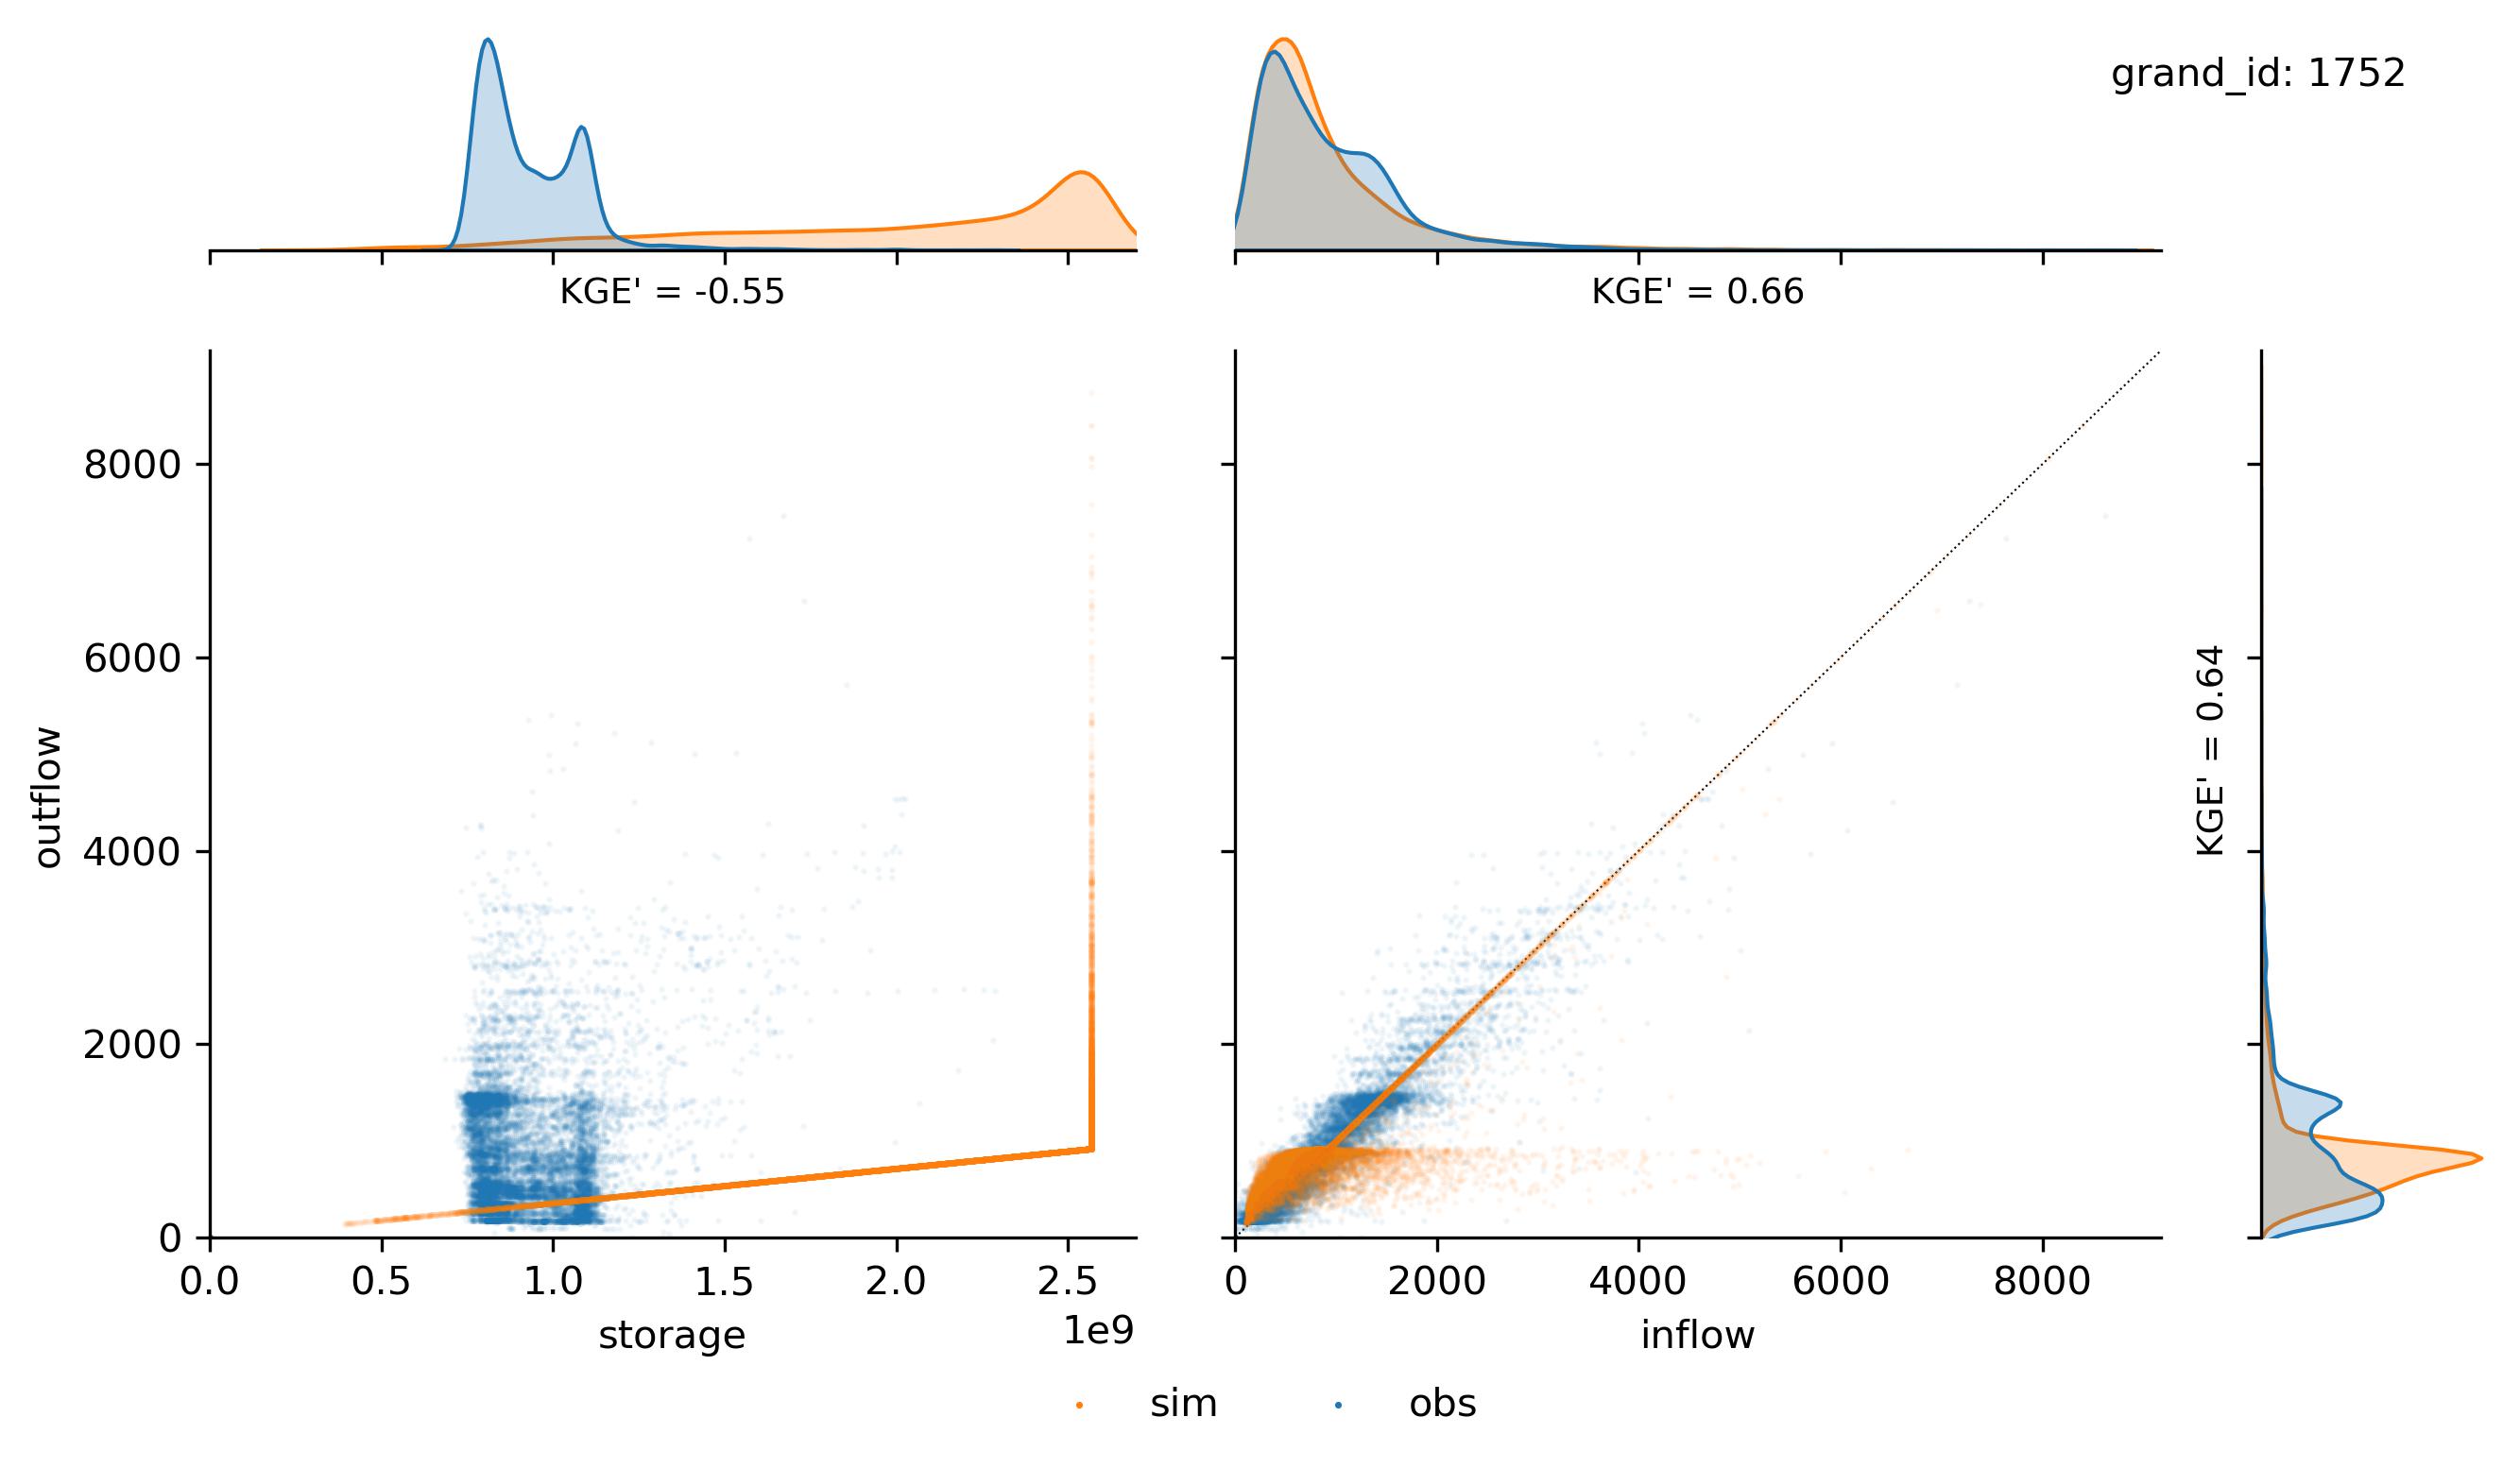 grand_id: 1752
KGE' = -0.55
KGE' = 0.66
8000
6000
4000
2000
0
outflow
0.0 0.5 1.0 1.5 2.0 2.5
1e9
storage
0 2000 4000 6000 8000
inflow
KGE' = 0.64
sim obs